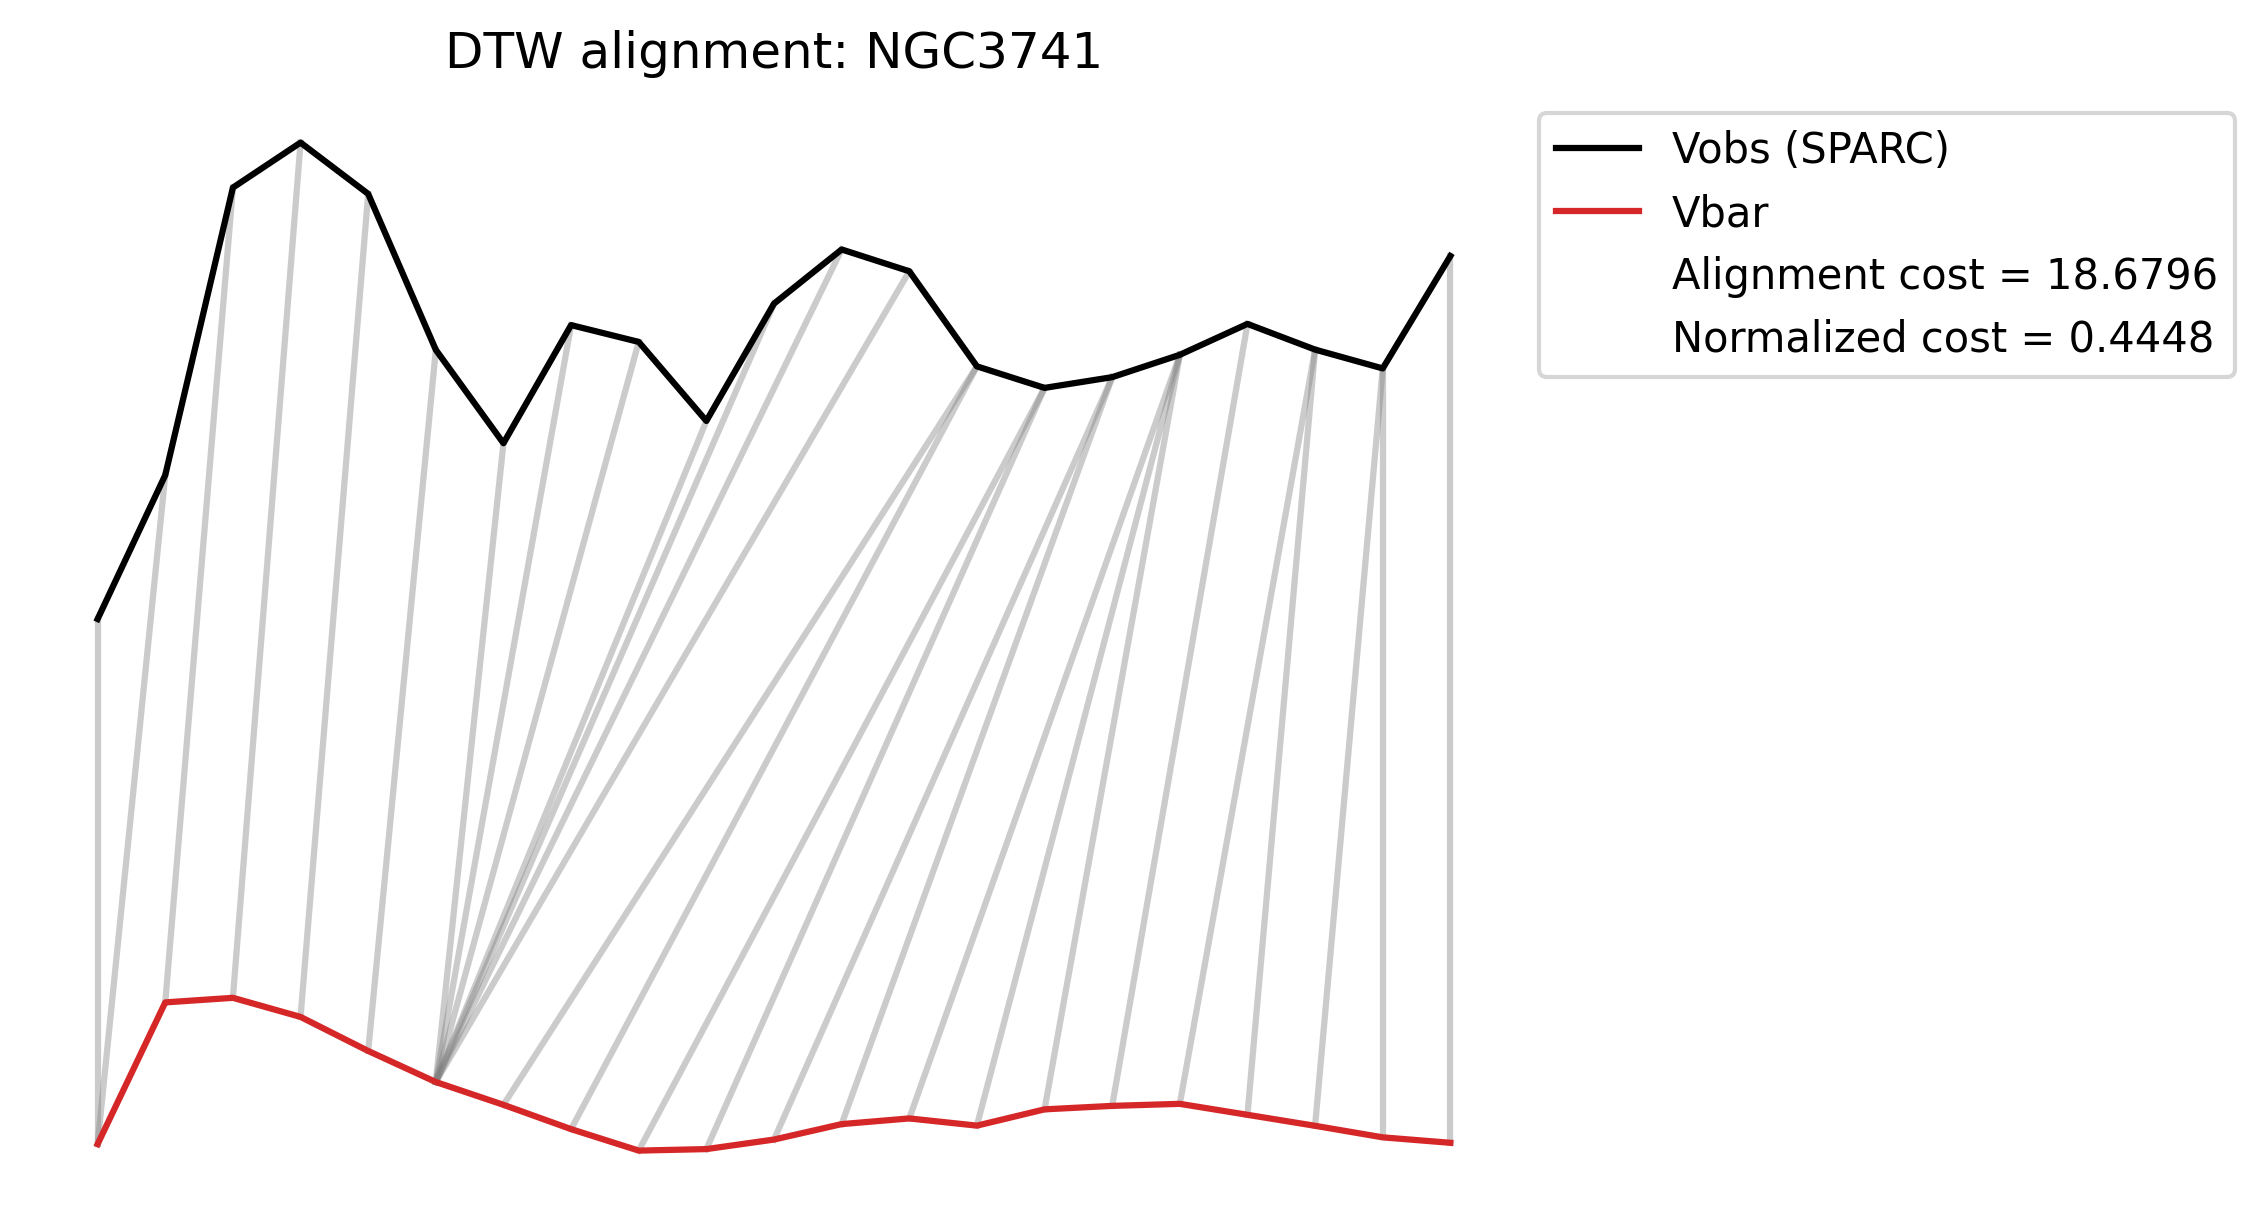 DTW alignment: NGC3741
Vobs (SPARC)
Vbar
Alignment cost = 18.6796
Normalized cost = 0.4448